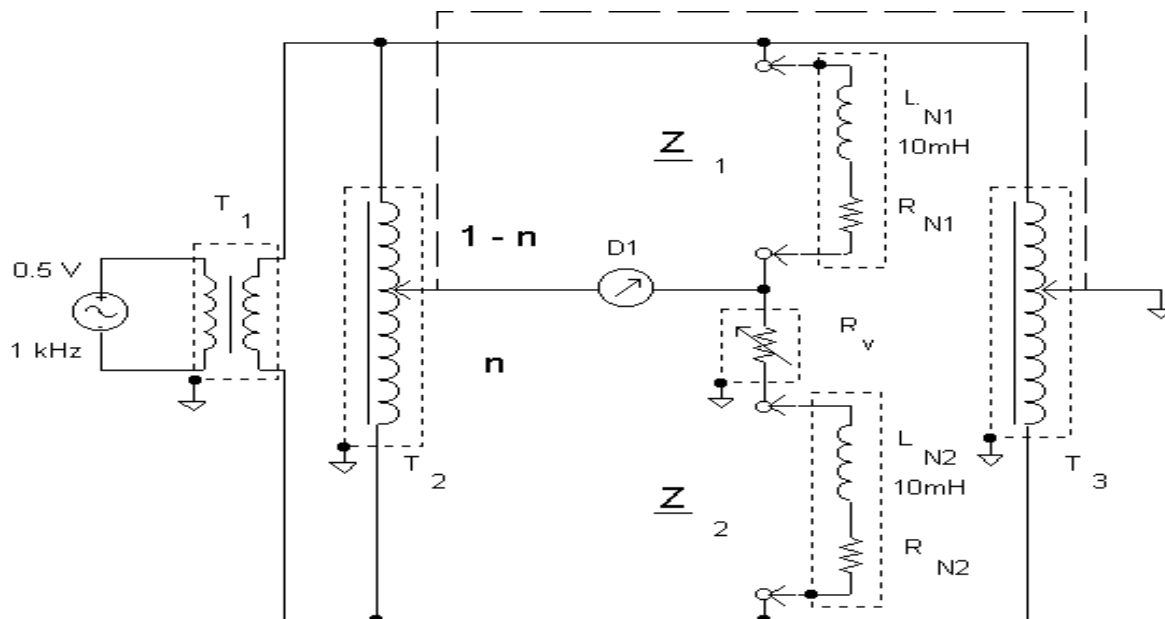 L N1
10mH
Z 1
T 1
R N1
1 - n
D1
0.5 V
R v
1 kHz
n
L N2
10mH
T 2
T 3
Z 2
R N2